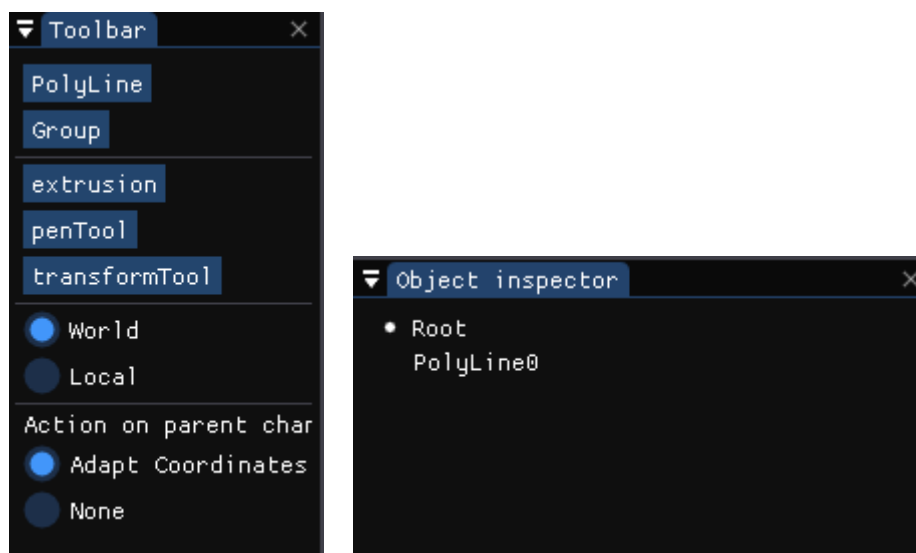 Toolbar
PolyLine
Group
extrusion
penTool
transformTool
World
Local
Action on parent char
Adapt Coordinates
None
Object inspector
Root
PolyLine0